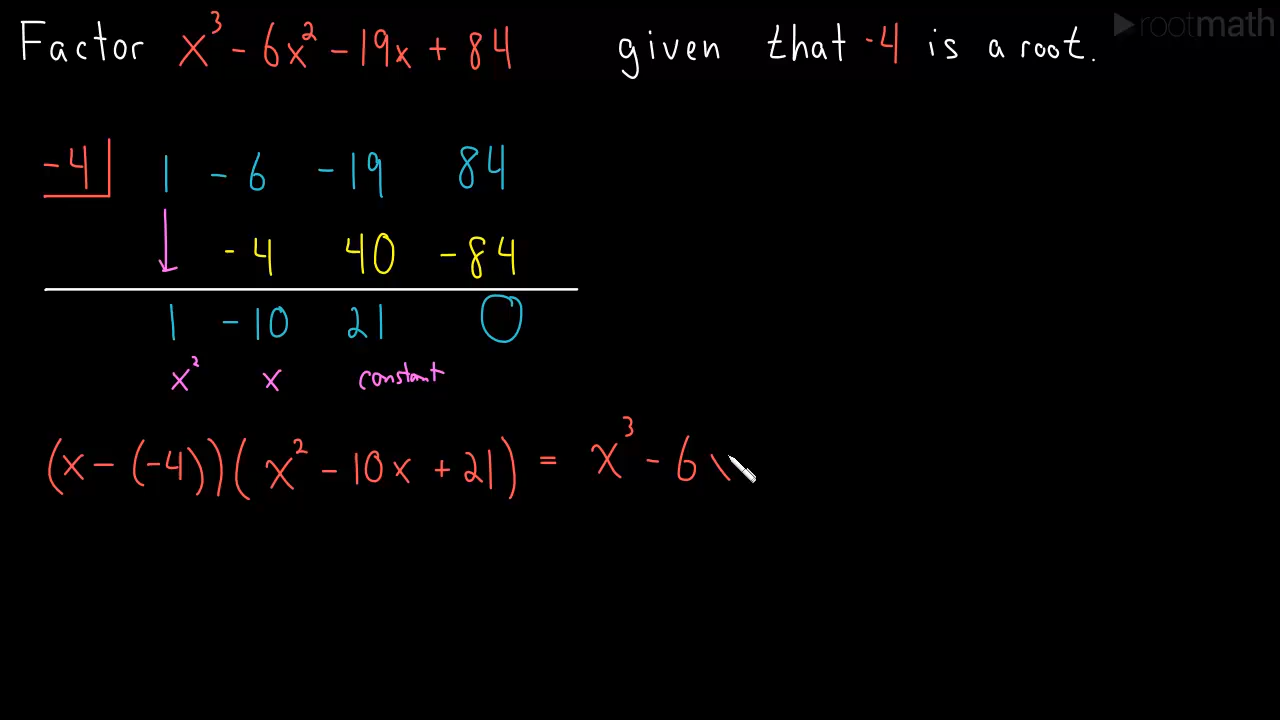 Factor x³ - 6x² - 19x + 84 given that -4 is a root.
rootmath
-4 1 -6 -19 84
-4 40 -84
1 -10 21 0
x² x constant
(x - (-4))(x² - 10x + 21) = x³ - 6